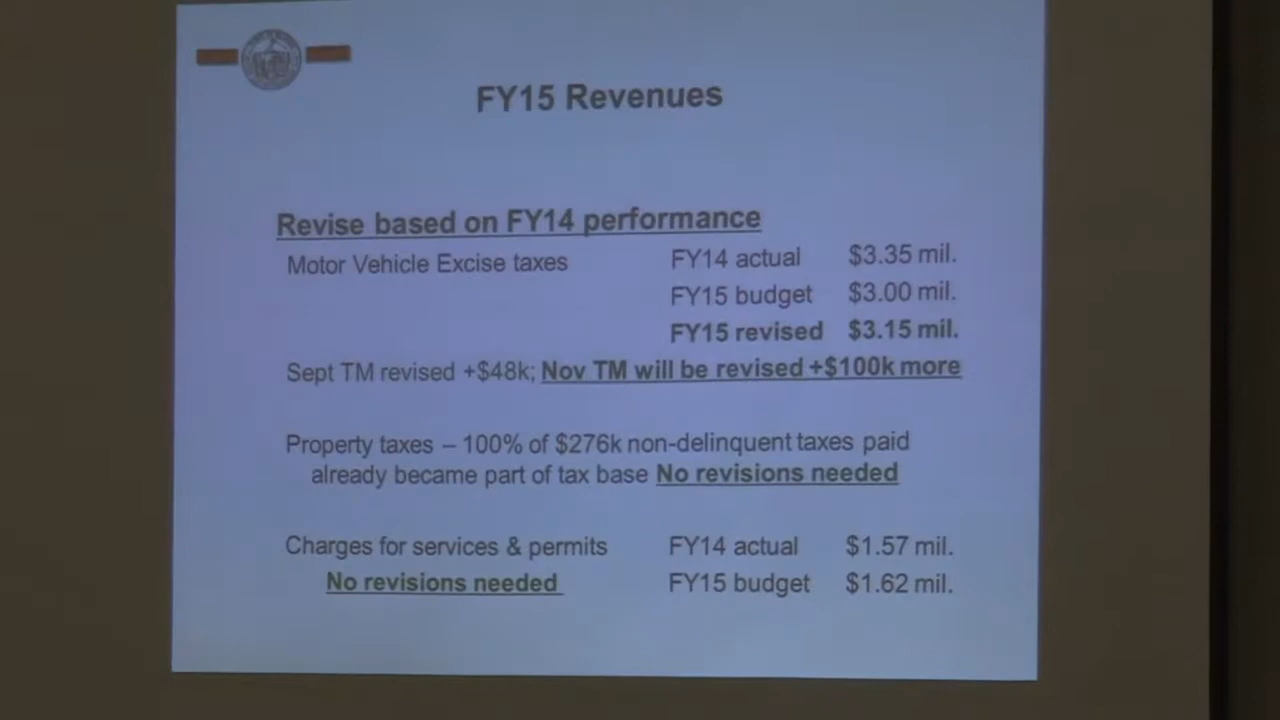 FY15 Revenues
Revise based on FY14 performance
Motor Vehicle Excise taxes FY14 actual $3.35 mil.
FY15 budget $3.00 mil.
FY15 revised $3.15 mil.
Sept TM revised +$48k; Nov TM will be revised +$100k more
Property taxes – 100% of $276k non-delinquent taxes paid
already became part of tax base No revisions needed
Charges for services & permits FY14 actual $1.57 mil.
No revisions needed FY15 budget $1.62 mil.